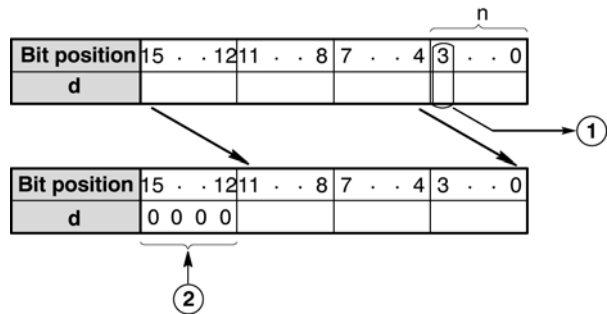 n
Bit position 15 · · 12 11 · · 8 7 · · 4 3 · · 0
d
①
Bit position 15 · · 12 11 · · 8 7 · · 4 3 · · 0
d 0 0 0 0
②